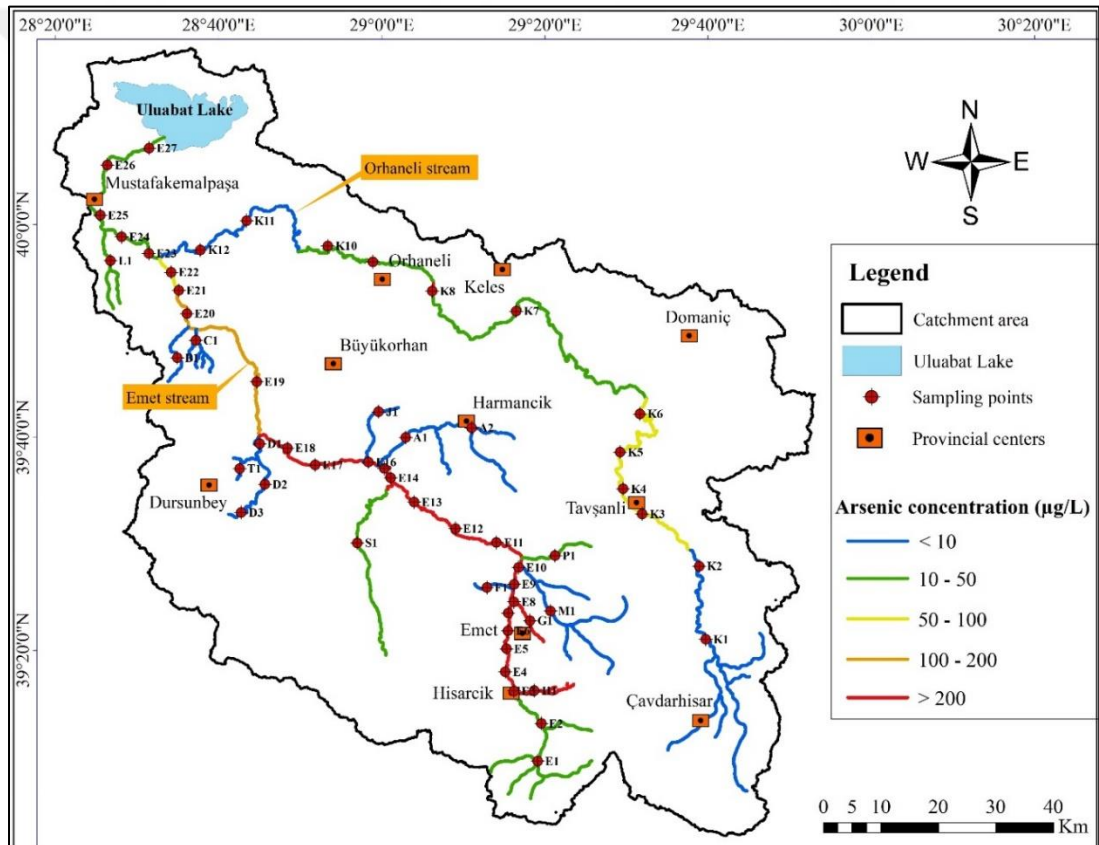 28°20'0"E 28°40'0"E 29°0'0"E 29°20'0"E 29°40'0"E 30°0'0"E 30°20'0"E
Uluabat Lake
N
W E
S
E27
E26
Orhaneli stream
Mustafakemalpaşa
40°0'0"N
E25
K11
E24
K10
E23
K12
L1
Orhaneli
E22
Keles
K8
E21
K7
E20
Domaniç
C1
Büyükorhan
B1
E19
Emet stream
J1
Harmancik
K6
A2
39°40'0"N
A1
D1
E18
K5
E16
E17
T1
E14
Dursunbey
D2
K4
E13
Tavşanli
D3
K3
E12
S1
E11
P1
E10
K2
E9
F1
E8
M1
G1
Emet
K1
39°20'0"N
E5
E4
Hisarcik
H1
Çavdarhisar
E2
E1
Legend
Catchment area
Uluabat Lake
Sampling points
Provincial centers
Arsenic concentration (µg/L)
< 10
10 - 50
50 - 100
100 - 200
> 200
0 5 10 20 30 40
Km